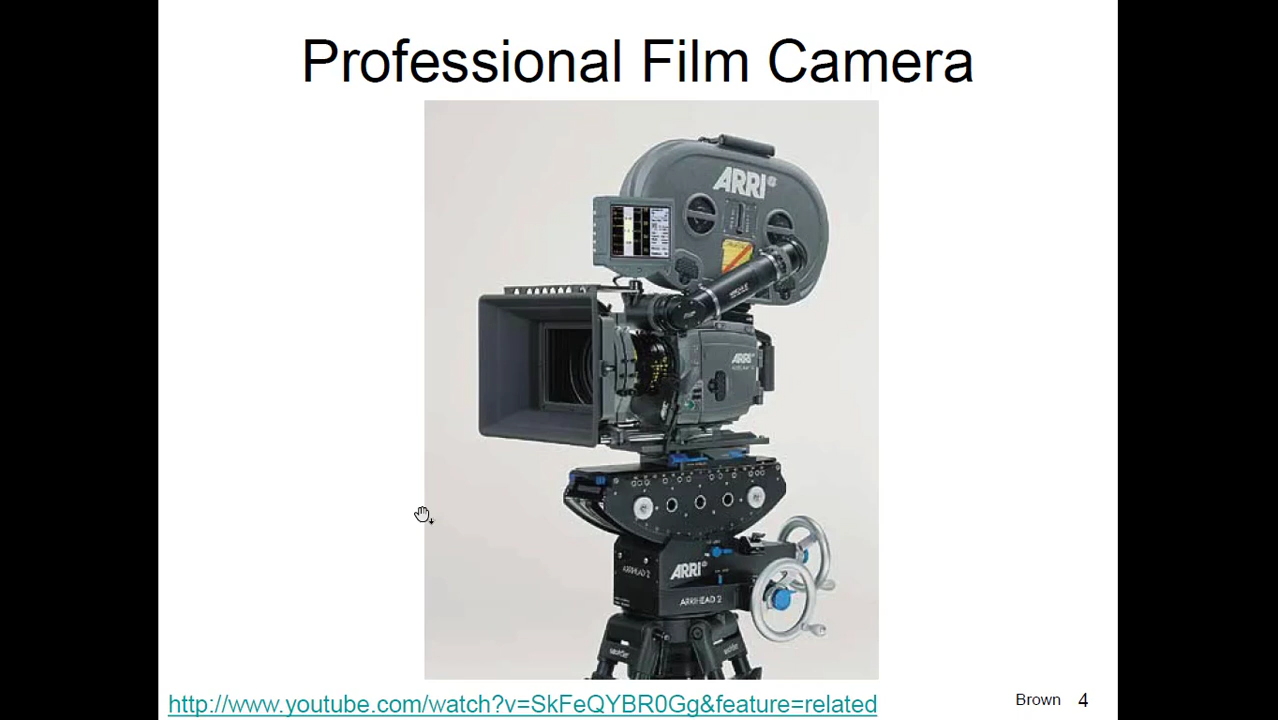 Professional Film Camera
ARRI
ARRI
ARRIHEAD 2
ARRI
ARRIHEAD 2
http://www.youtube.com/watch?v=SkFeQYBR0Gg&feature=related
Brown 4